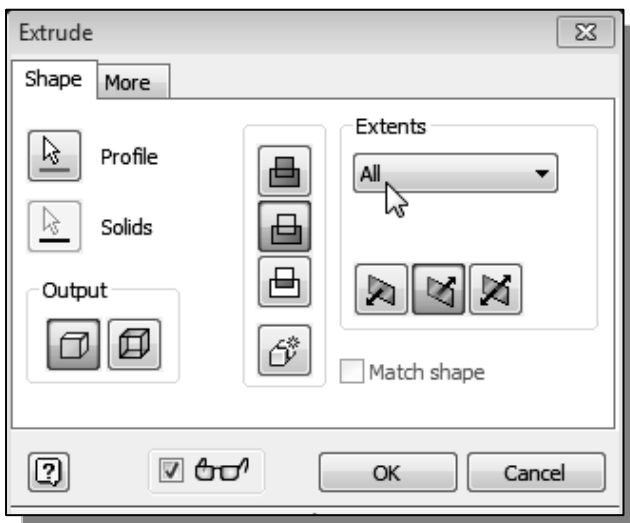 Extrude
Shape More
Profile
Solids
Output
Extents
All
Match shape
?
OK Cancel